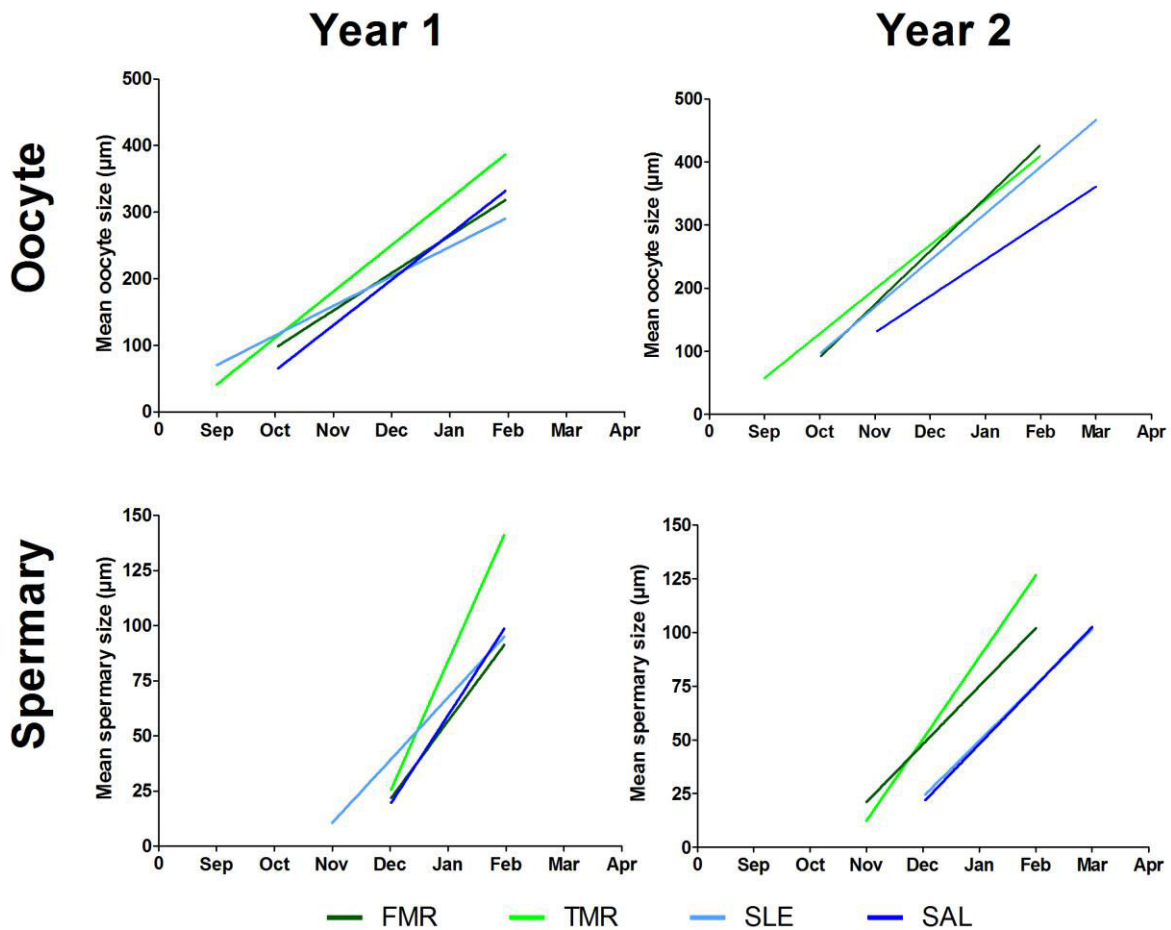 Year 1
Year 2
Oocyte
Mean oocyte size (µm)
500
400
300
200
100
0
0 Sep Oct Nov Dec Jan Feb Mar Apr
Mean oocyte size (µm)
500
400
300
200
100
0
0 Sep Oct Nov Dec Jan Feb Mar Apr
Spermary
Mean spermary size (µm)
150
125
100
75
50
25
0
0 Sep Oct Nov Dec Jan Feb Mar Apr
Mean spermary size (µm)
150
125
100
75
50
25
0
0 Sep Oct Nov Dec Jan Feb Mar Apr
FMR TMR SLE SAL